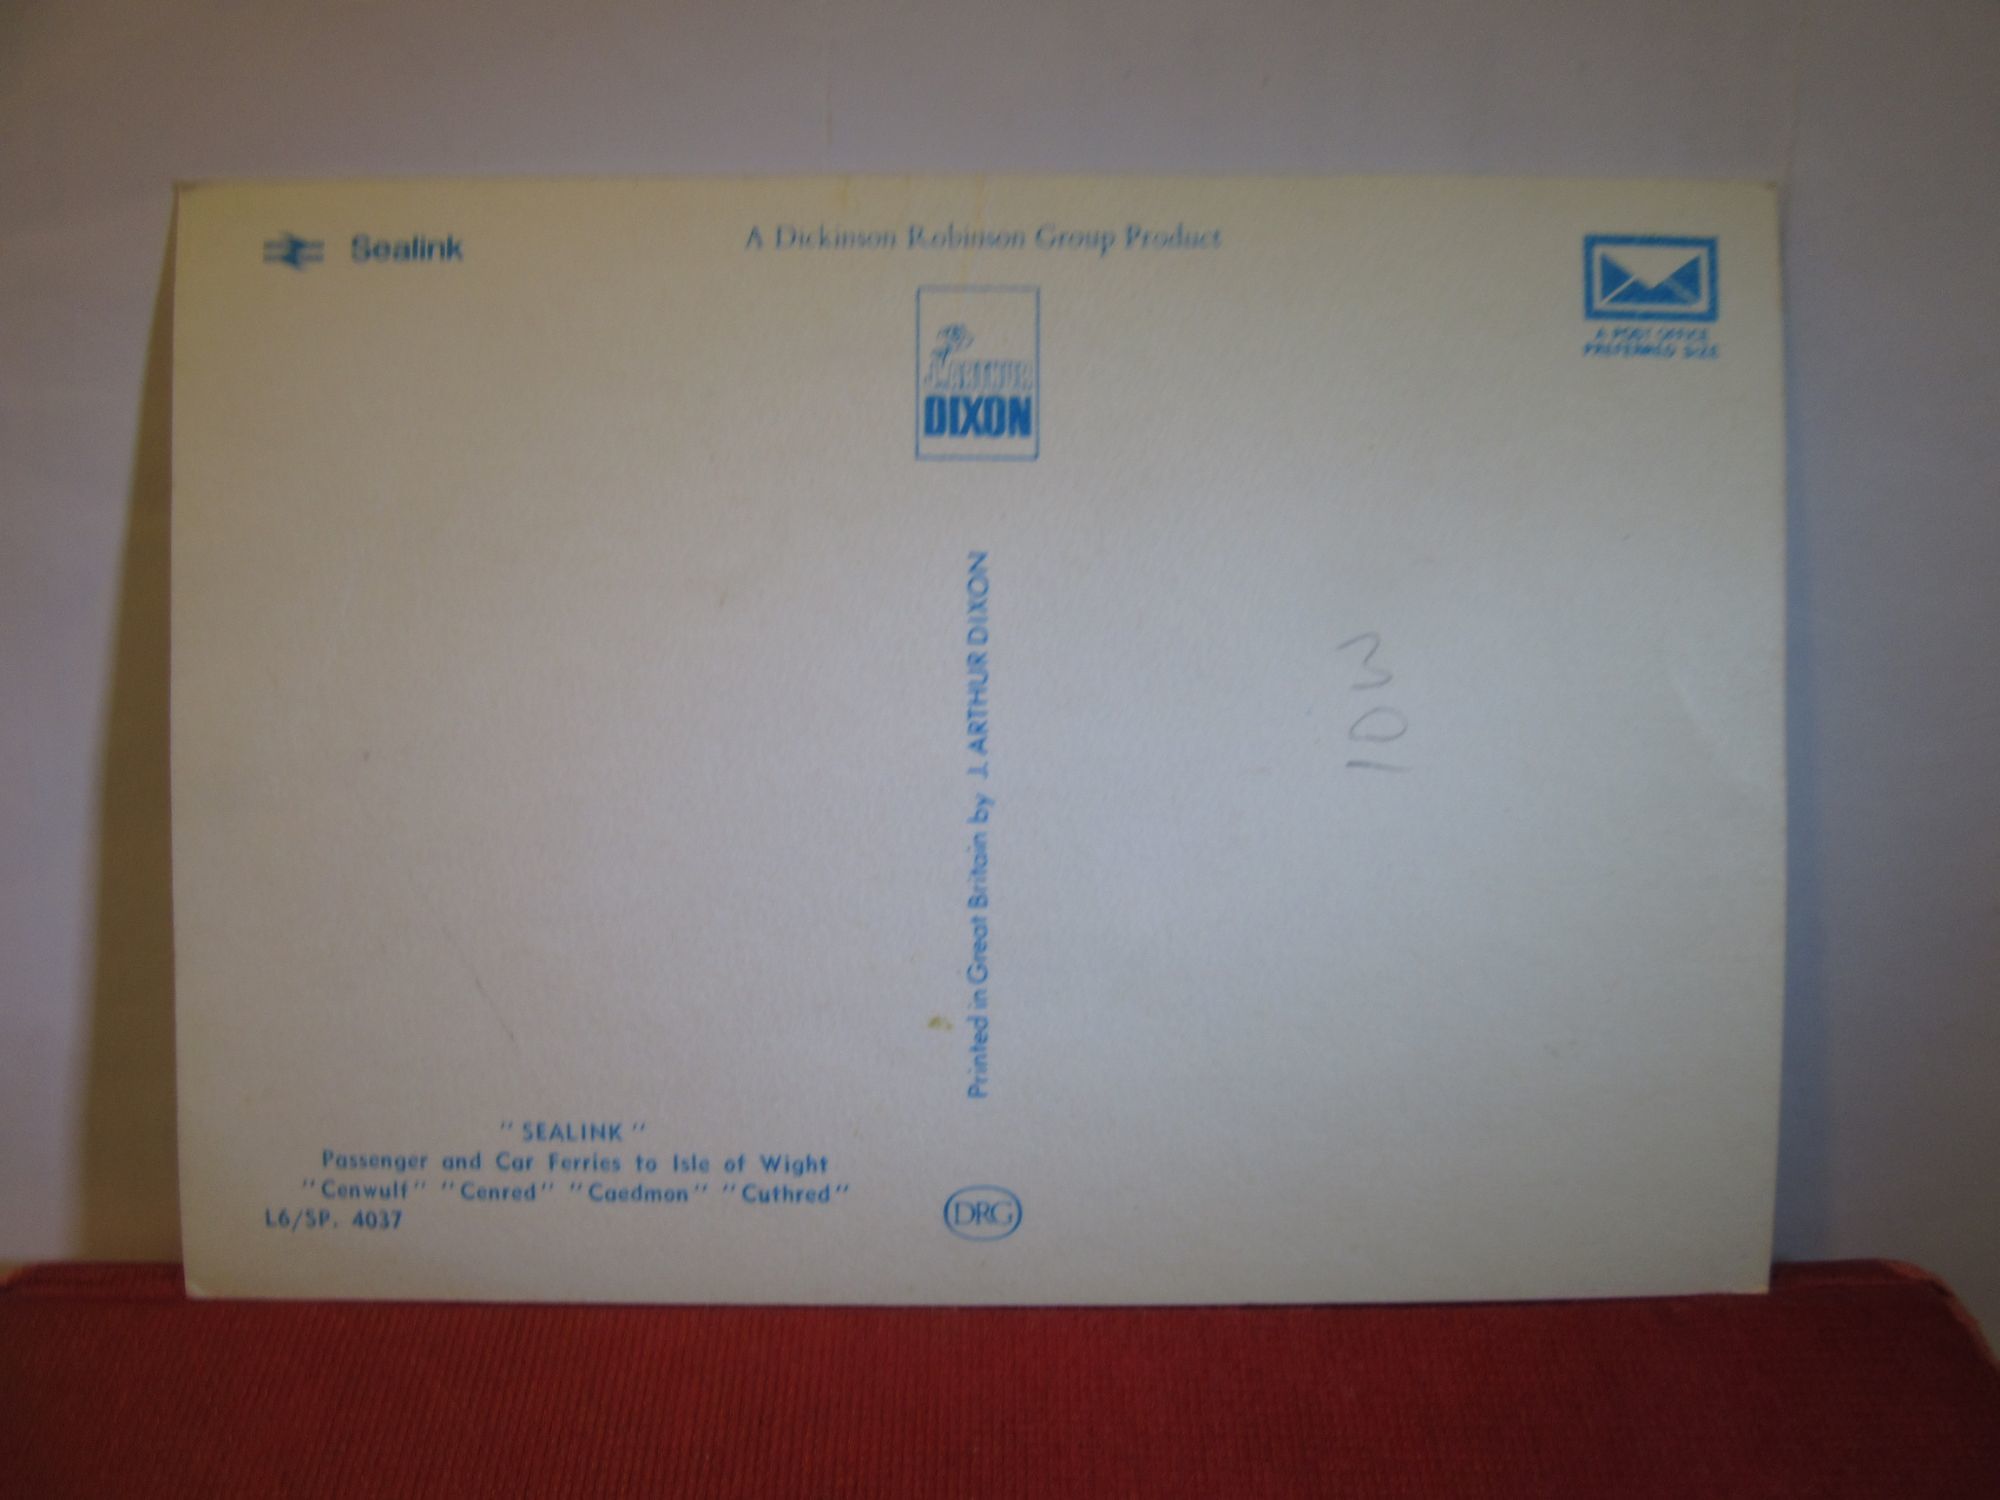 Sealink
A Dickinson Robinson Group Product
A POST OFFICE
PREFERRED SIZE
J. ARTHUR
DIXON
Printed in Great Britain by J. ARTHUR DIXON
103
"SEALINK"
Passenger and Car Ferries to Isle of Wight
"Cenwulf" "Cenred" "Caedmon" "Cuthred"
L6/SP. 4037
DRG